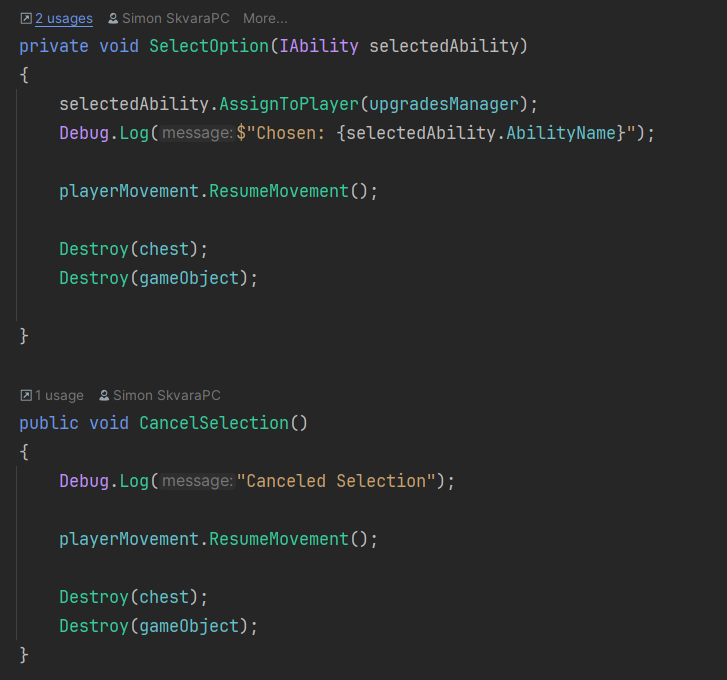 2 usages Simon SkvaraPC More...
private void SelectOption(IAbility selectedAbility)
{
selectedAbility.AssignToPlayer(upgradesManager);
Debug.Log(message:$"Chosen: {selectedAbility.AbilityName}");
playerMovement.ResumeMovement();
Destroy(chest);
Destroy(gameObject);
}
1 usage Simon SkvaraPC
public void CancelSelection()
{
Debug.Log(message:"Canceled Selection");
playerMovement.ResumeMovement();
Destroy(chest);
Destroy(gameObject);
}